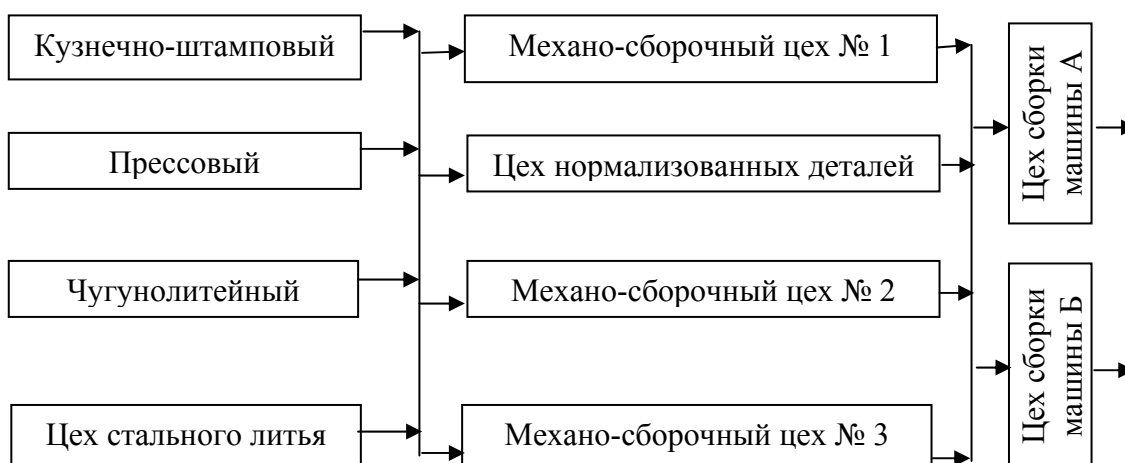 Кузнечно-штамповый
Механо-сборочный цех № 1
Цех сборки
машины А
Прессовый
Цех нормализованных деталей
Чугунолитейный
Механо-сборочный цех № 2
Цех сборки
машины Б
Цех стального литья
Механо-сборочный цех № 3